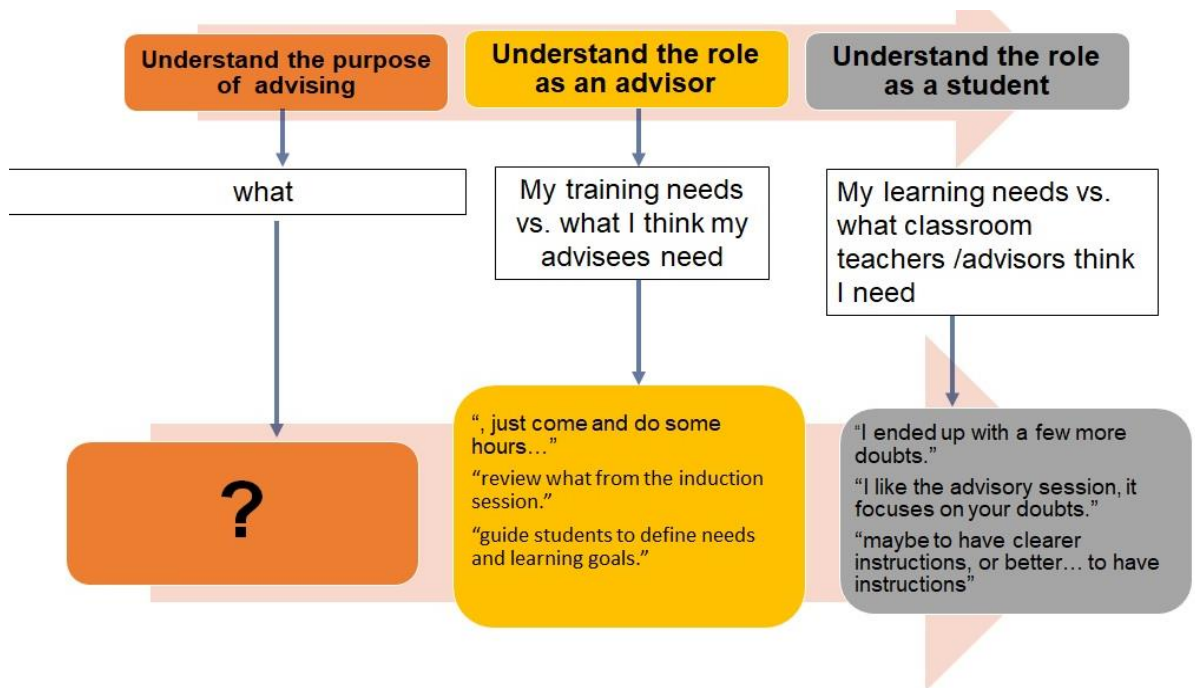 Understand the purpose
of advising
Understand the role
as an advisor
Understand the role
as a student
what
My training needs
vs. what I think my
advisees need
My learning needs vs.
what classroom
teachers /advisors think
I need
?
“, just come and do some
hours…”
“review what from the induction
session.”
“guide students to define needs
and learning goals.”
“I ended up with a few more
doubts.”
“I like the advisory session, it
focuses on your doubts.”
“maybe to have clearer
instructions, or better… to have
instructions”